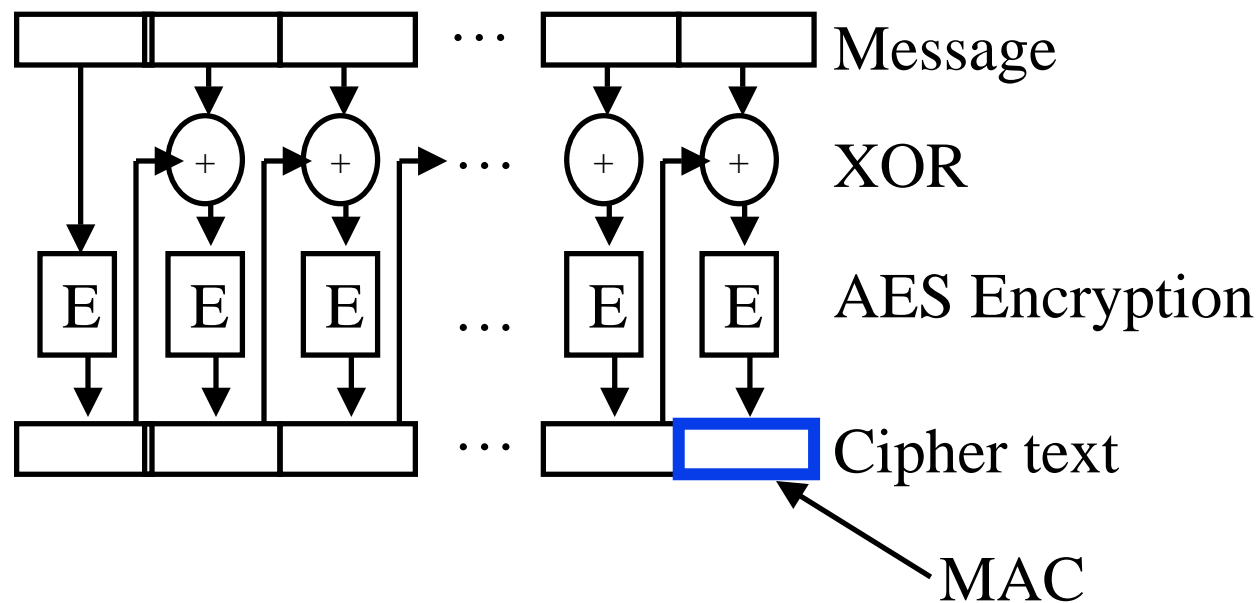 … Message
+ + … + + XOR
E E E … E E AES Encryption
… Cipher text
MAC